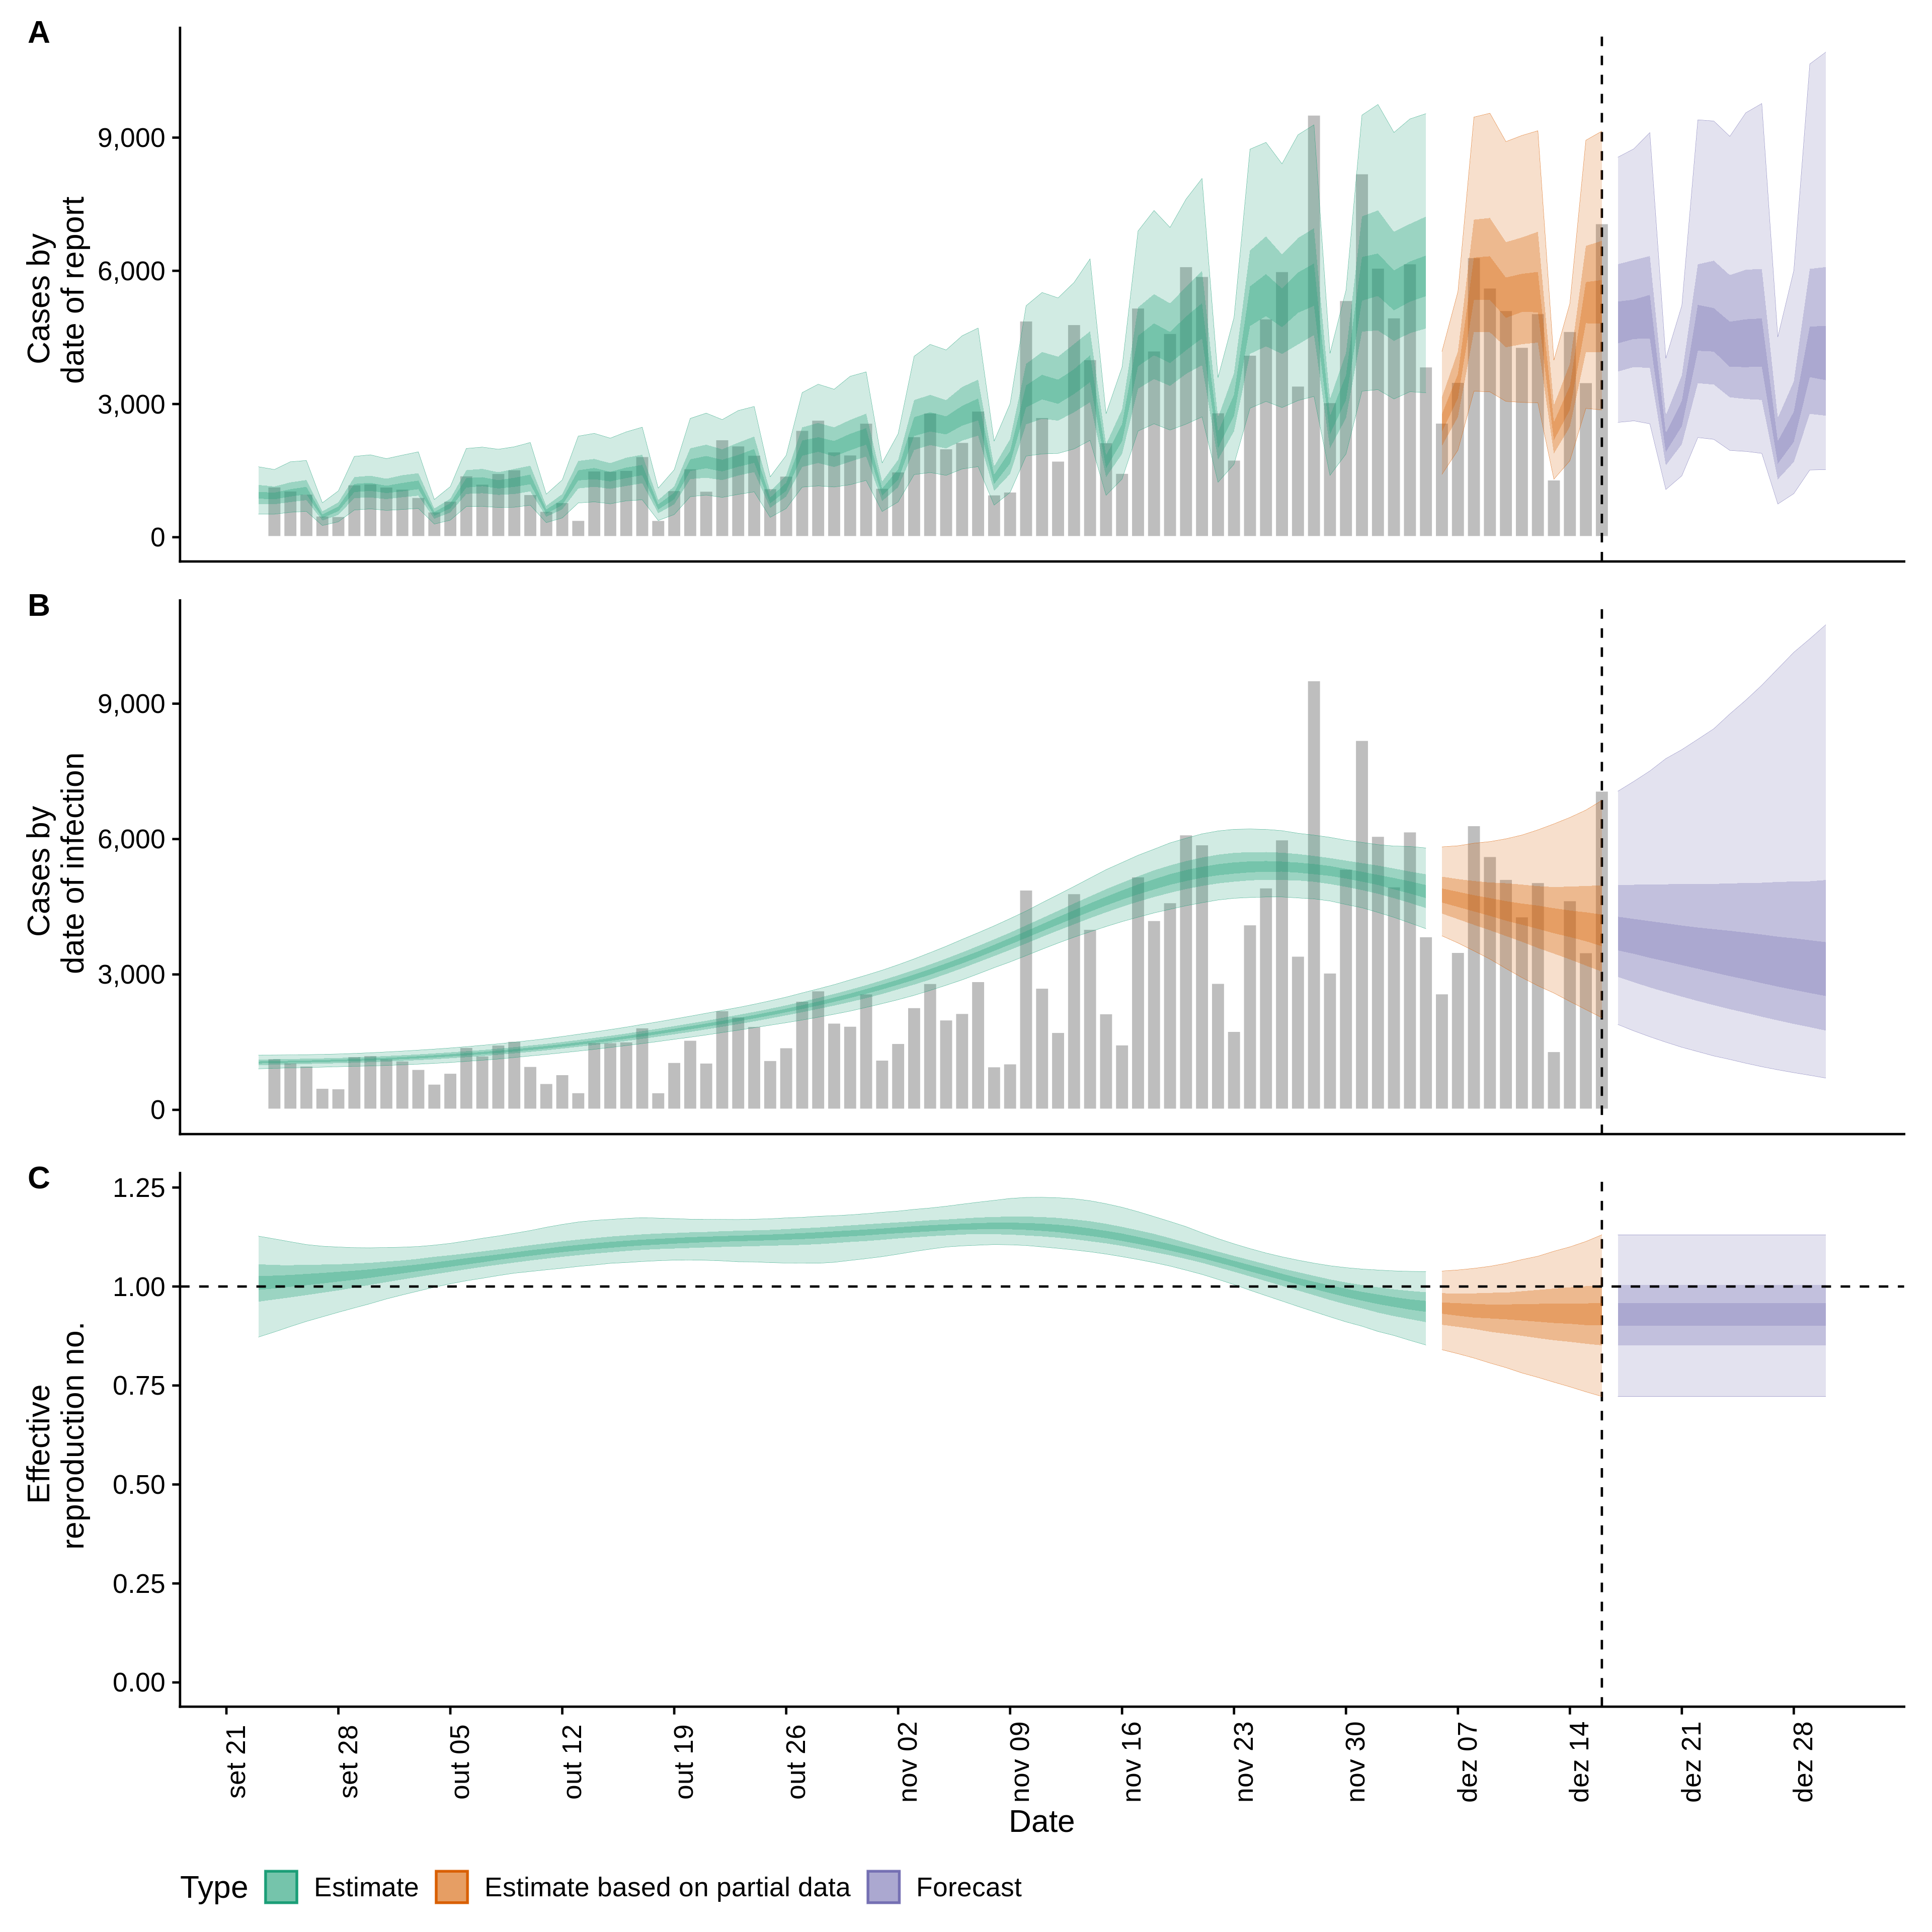 A
9,000
6,000
3,000
0
Cases by
date of report
B
9,000
6,000
3,000
0
Cases by
date of infection
C
1.25
1.00
0.75
0.50
0.25
0.00
Effective
reproduction no.
set 21
set 28
out 05
out 12
out 19
out 26
nov 02
nov 09
nov 16
nov 23
nov 30
dez 07
dez 14
dez 21
dez 28
Date
Type Estimate Estimate based on partial data Forecast